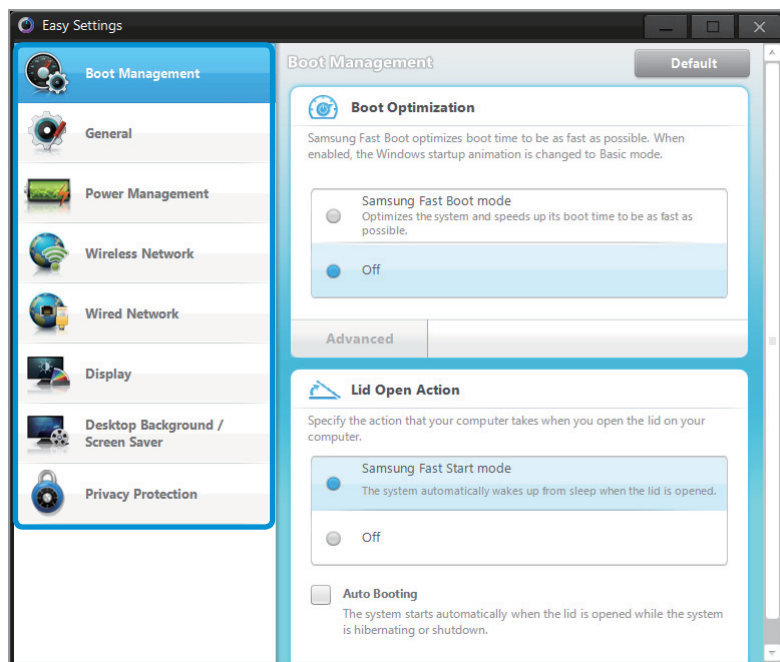 Easy Settings
Boot Management
General
Power Management
Wireless Network
Wired Network
Display
Desktop Background /
Screen Saver
Privacy Protection
Boot Management
Default
Boot Optimization
Samsung Fast Boot optimizes boot time to be as fast as possible. When
enabled, the Windows startup animation is changed to Basic mode.
Samsung Fast Boot mode
Optimizes the system and speeds up its boot time to be as fast as
possible.
Off
Advanced
Lid Open Action
Specify the action that your computer takes when you open the lid on your
computer.
Samsung Fast Start mode
The system automatically wakes up from sleep when the lid is opened.
Off
Auto Booting
The system starts automatically when the lid is opened while the system
is hibernating or shutdown.